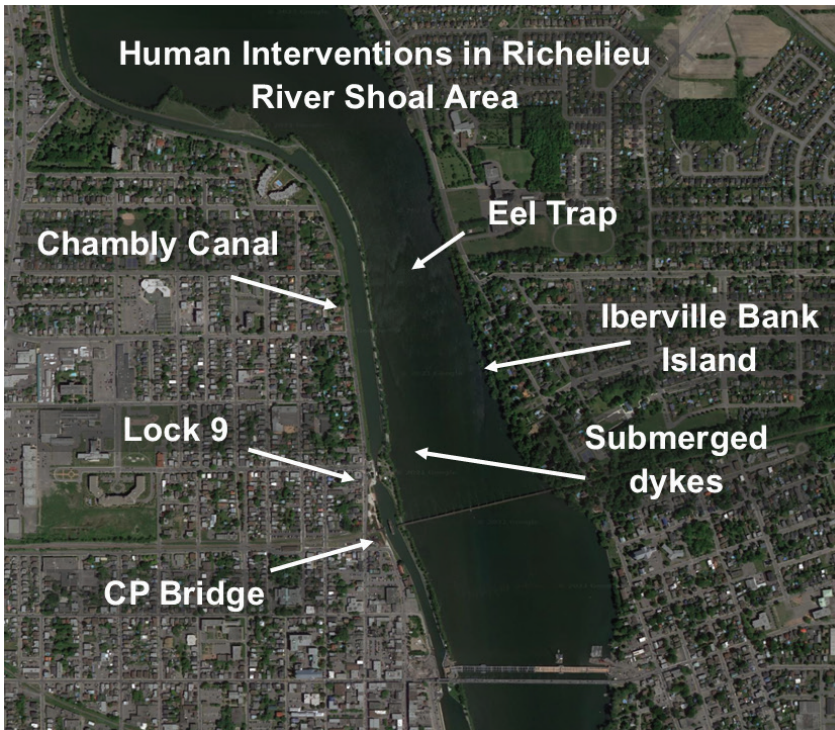 Human Interventions in Richelieu
River Shoal Area
Eel Trap
Chambly Canal
Iberville Bank
Island
Lock 9
Submerged
dykes
CP Bridge